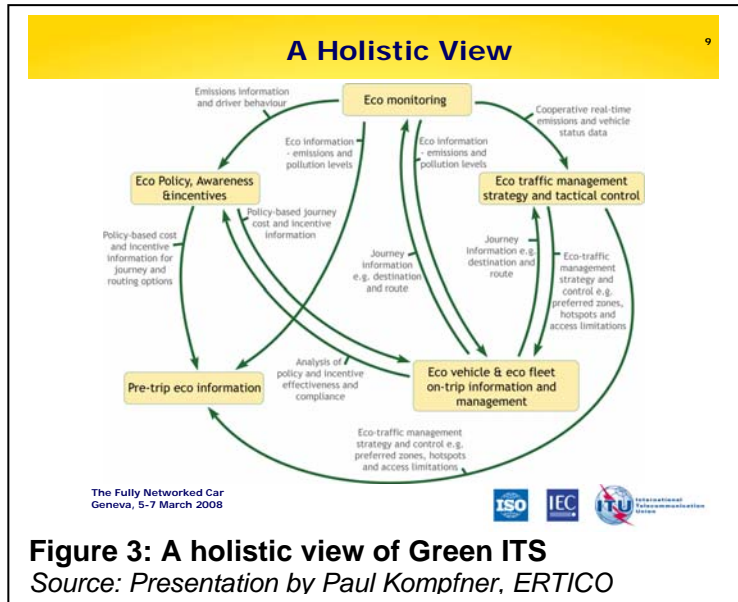 A Holistic View
9
Emissions information
and driver behaviour
Eco monitoring
Cooperative real-time
emissions and vehicle
status data
Eco information
- emissions and
pollution levels
Eco information
- emissions and
pollution levels
Eco Policy, Awareness
&incentives
Eco traffic management
strategy and tactical control
Policy-based journey
cost and incentive
information
Policy-based cost
and incentive
information for
journey and
routing options
Journey
information
e.g. destination
and route
Journey
information e.g.
destination and
route
Eco-traffic
management
strategy and
control e.g.
preferred zones,
hotspots and
access limitations
Pre-trip eco information
Analysis of
policy and incentive
effectiveness and
compliance
Eco vehicle & eco fleet
on-trip information and
management
Eco-traffic management
strategy and control e.g.
preferred zones, hotspots
and access limitations
The Fully Networked Car
Geneva, 5-7 March 2008
ISO
IEC
ITU
International
Telecommunication
Union
Figure 3: A holistic view of Green ITS
Source: Presentation by Paul Kompfner, ERTICO